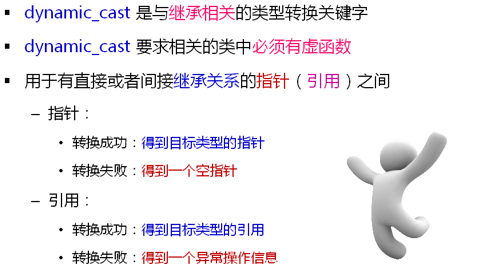 ▪ dynamic_cast 是与继承相关的类型转换关键字
▪ dynamic_cast 要求相关的类中必须有虚函数
▪ 用于有直接或者间接继承关系的指针（引用）之间
– 指针：
• 转换成功：得到目标类型的指针
• 转换失败：得到一个空指针
– 引用：
• 转换成功：得到目标类型的引用
• 转换失败：得到一个异常操作信息